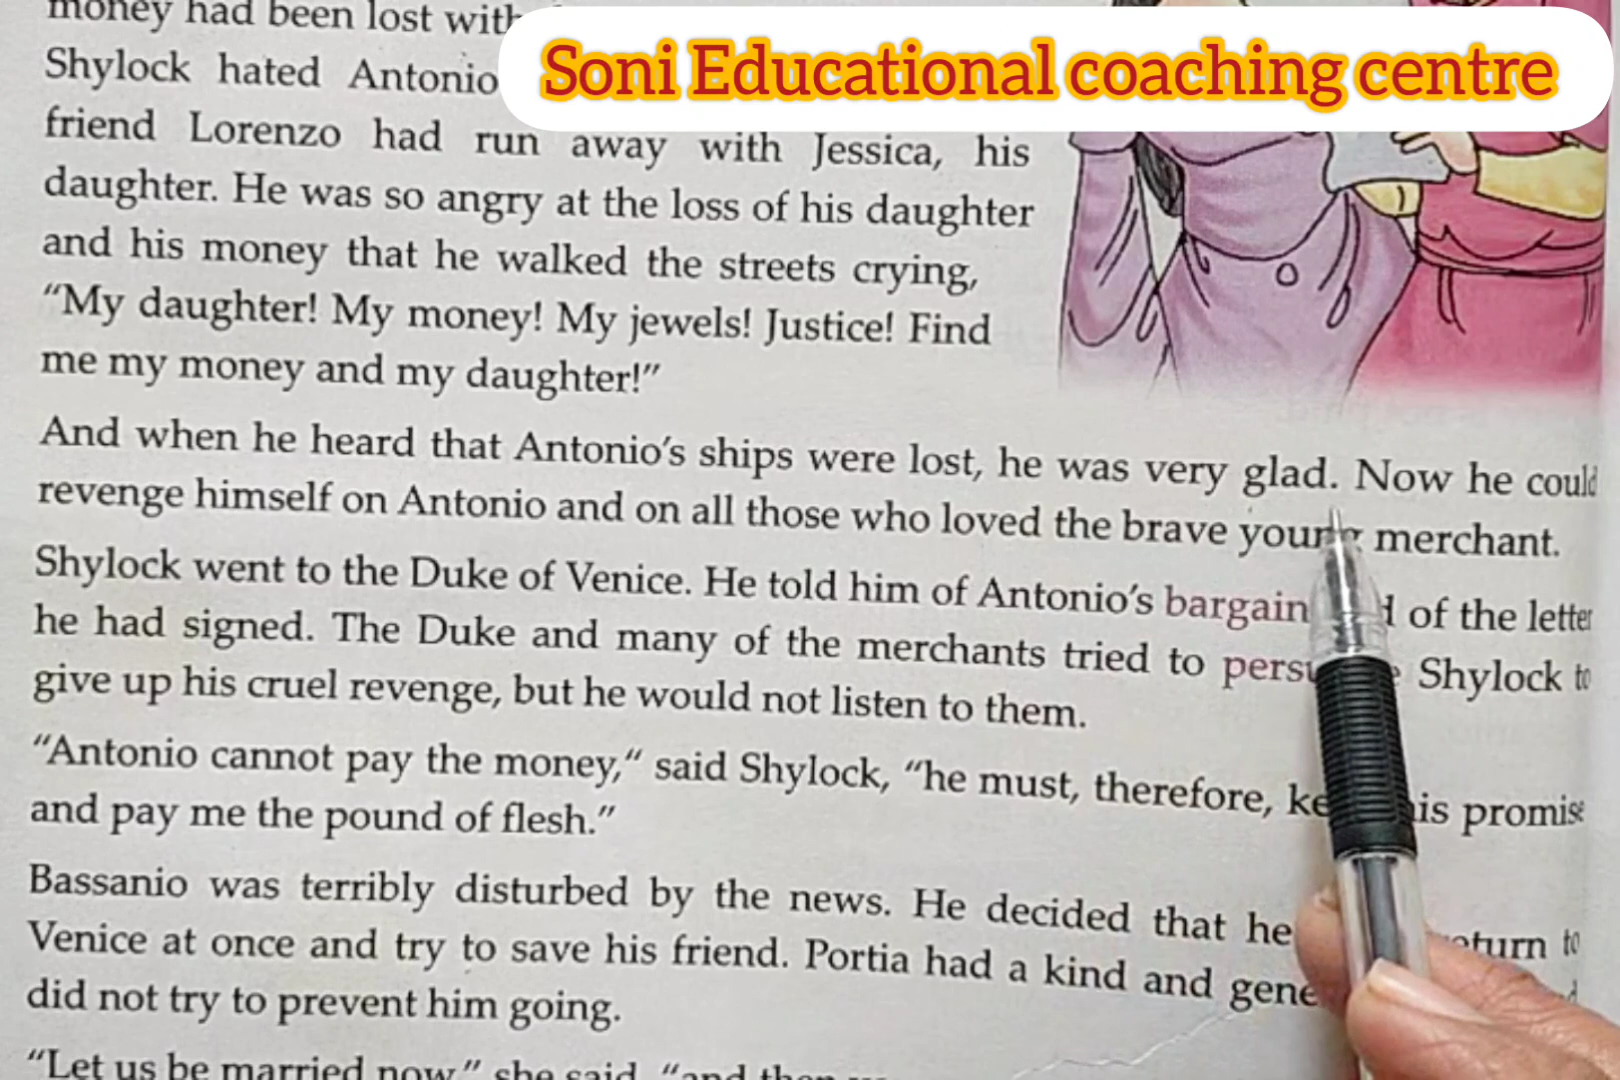 money had been lost with
Soni Educational coaching centre
Shylock hated Antonio
friend Lorenzo had run away with Jessica, his
daughter. He was so angry at the loss of his daughter
and his money that he walked the streets crying,
“My daughter! My money! My jewels! Justice! Find
me my money and my daughter!”
And when he heard that Antonio’s ships were lost, he was very glad. Now he could
revenge himself on Antonio and on all those who loved the brave young merchant.
Shylock went to the Duke of Venice. He told him of Antonio’s bargain of the letter
he had signed. The Duke and many of the merchants tried to Shylock to
give up his cruel revenge, but he would not listen to them.
“Antonio cannot pay the money,“ said Shylock, “he must, therefore, his promise
and pay me the pound of flesh.”
Bassanio was terribly disturbed by the news. He decided that he to
Venice at once and try to save his friend. Portia had a kind and
did not try to prevent him going.
“Let us be married now,” she said, “and then